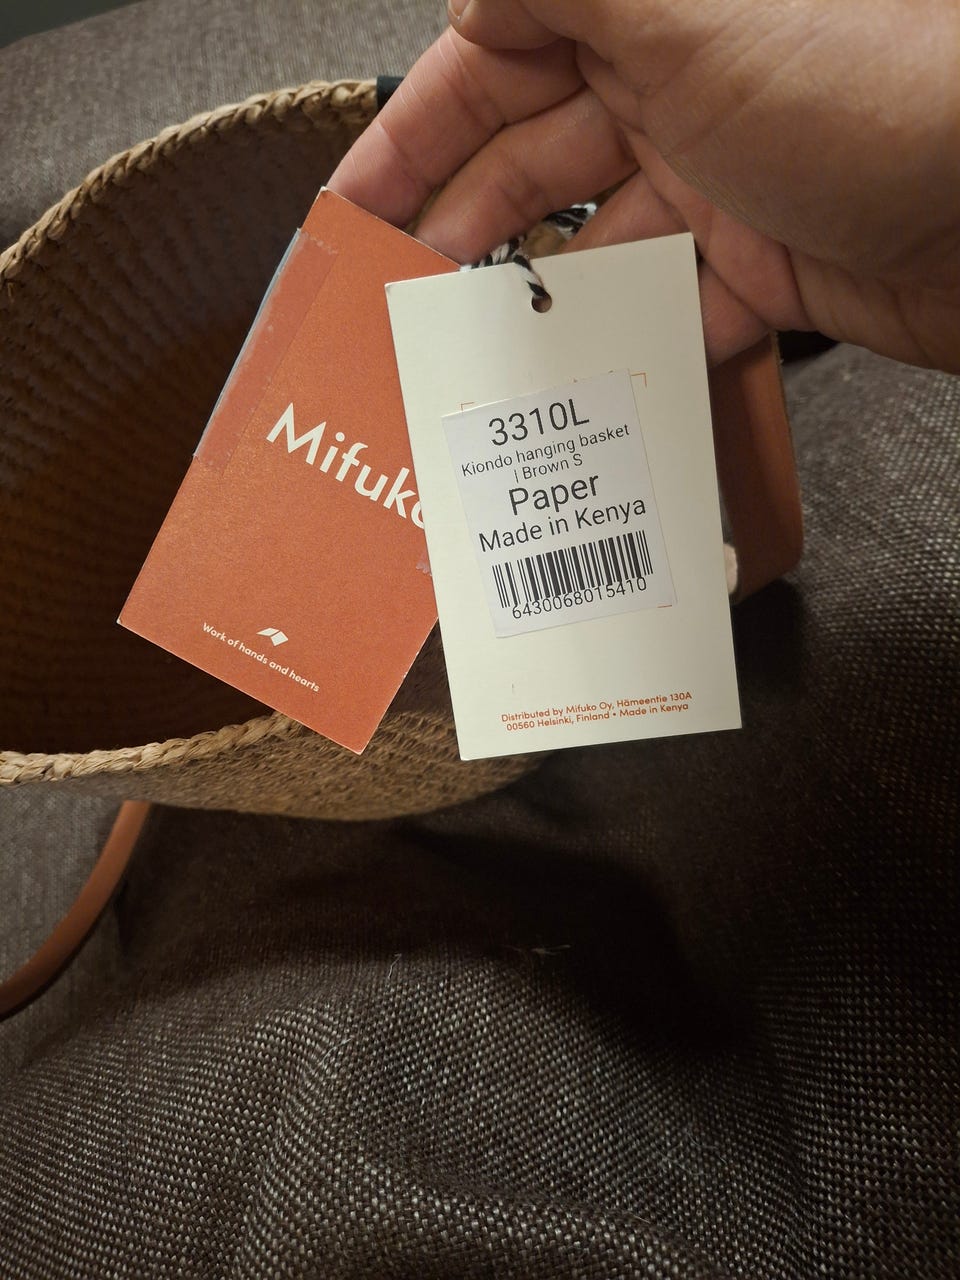 Mifuko
Work of hands and hearts
3310L
Kiondo hanging basket
| Brown S
Paper
Made in Kenya
6430068015410
Distributed by Mifuko Oy, Hämeentie 130A
00560 Helsinki, Finland • Made in Kenya